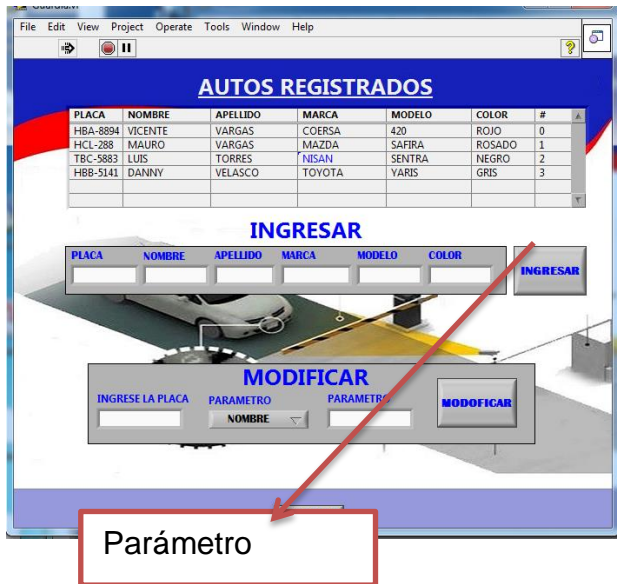 File Edit View Project Operate Tools Window Help
AUTOS REGISTRADOS
PLACA NOMBRE APELLIDO MARCA MODELO COLOR #
HBA-8894 VICENTE VARGAS COERSA 420 ROJO 0
HCL-288 MAURO VARGAS MAZDA SAFIRA ROSADO 1
TBC-5883 LUIS TORRES NISAN SENTRA NEGRO 2
HBB-5141 DANNY VELASCO TOYOTA YARIS GRIS 3
INGRESAR
PLACA NOMBRE APELLIDO MARCA MODELO COLOR
INGRESAR
MODIFICAR
INGRESE LA PLACA PARAMETRO PARAMETRO
NOMBRE
MODOFICAR
Parámetro